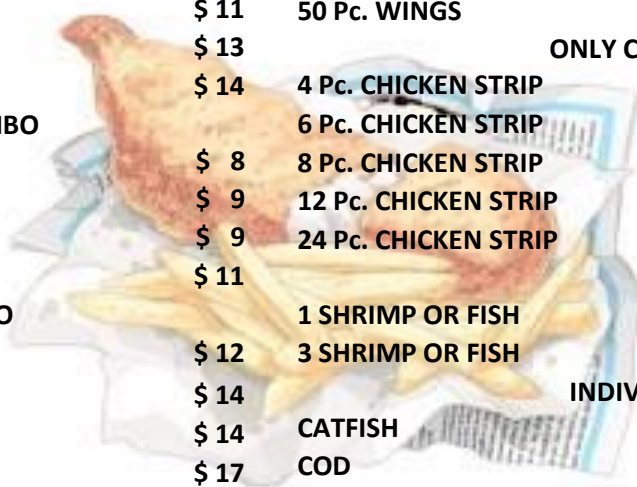 $ 11 50 Pc. WINGS
$ 13 ONLY C
$ 14 4 Pc. CHICKEN STRIP
IBO 6 Pc. CHICKEN STRIP
$ 8 8 Pc. CHICKEN STRIP
$ 9 12 Pc. CHICKEN STRIP
$ 9 24 Pc. CHICKEN STRIP
$ 11
O 1 SHRIMP OR FISH
$ 12 3 SHRIMP OR FISH
$ 14 INDIV
$ 14 CATFISH
$ 17 COD